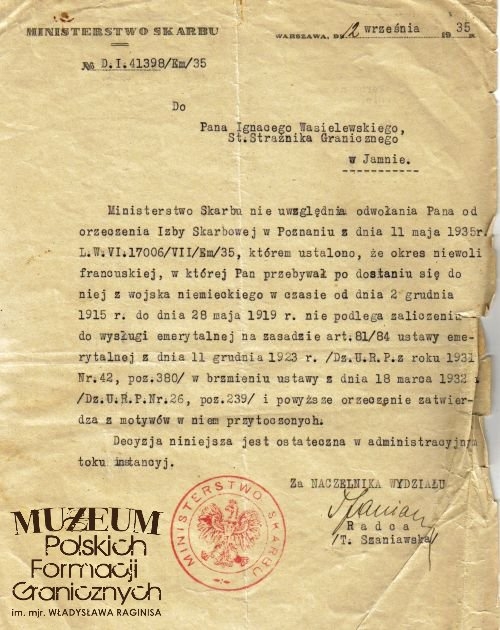 MINISTERSTWO SKARBU
WARSZAWA, DN. 12 września 1935 r.
№ D.I.41398/Em/35
Do
Pana Ignacego Wasielewskiego,
St.Strażnika Granicznego
w Jamnie.
Ministerstwo Skarbu nie uwzględnia odwołania Pana od
orzeczenia Izby Skarbowej w Poznaniu z dnia 11 maja 1935r.
L.W.VI.17006/VII/Em/35, którem ustalono, że okres niewoli
francuskiej, w której Pan przebywał po dostaniu się do
niej z wojska niemieckiego w czasie od dnia 2 grudnia
1915 r. do dnia 28 maja 1919 r. nie podlega zaliczeniu
do wysługi emerytalnej na zasadzie art.81/84 ustawy eme-
rytalnej z dnia 11 grudnia 1923 r. /Dz.U.R.P.z roku 1931
Nr.42, poz.380/ w brzmieniu ustawy z dnia 18 marca 1932
/Dz.U.R.P.Nr.26, poz.239/ i powyższe orzeczenie zatwier-
dza z motywów w niem przytoczonych.
Decyzja niniejsza jest ostateczna w administracyjnym
toku instancyj.
Za NACZELNIKA WYDZIAŁU
Radca
/T. Szaniawska/
MINISTERSTWO SKARBU
MUZEUM
Polskich
Formacji
Granicznych
im. mjr. WŁADYSŁAWA RAGINISA